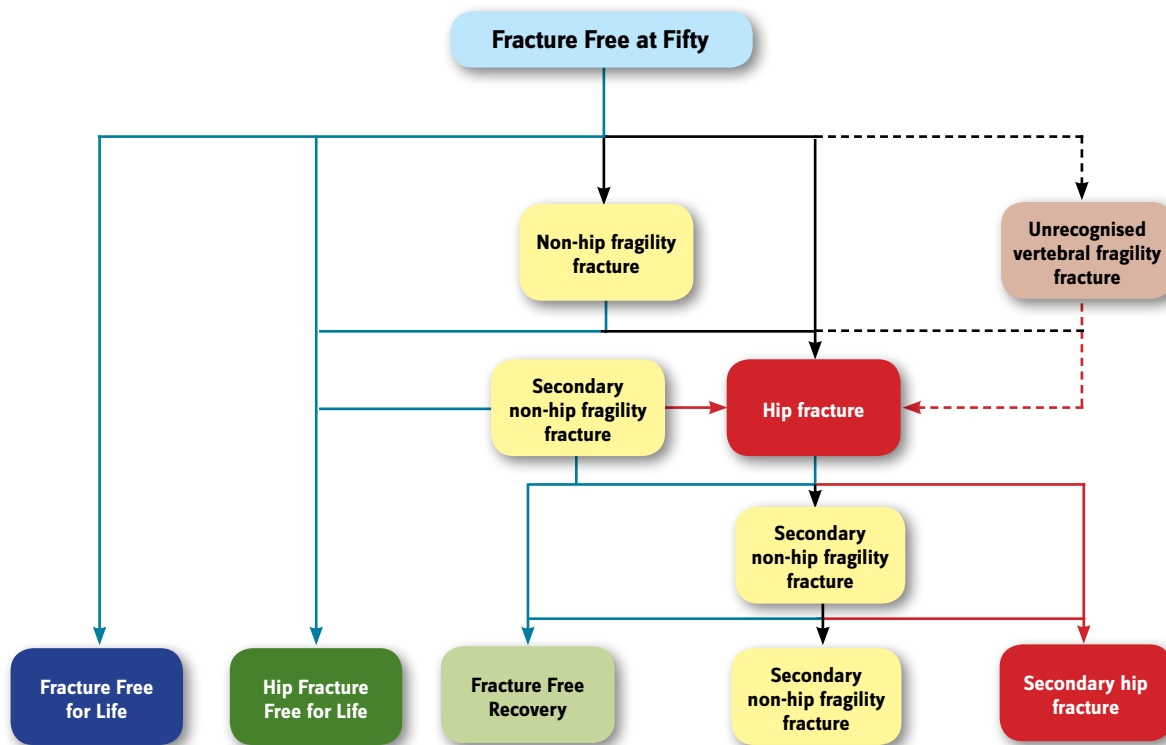 Fracture Free at Fifty
Non-hip fragility
fracture
Unrecognised
vertebral fragility
fracture
Secondary
non-hip fragility
fracture
Hip fracture
Secondary
non-hip fragility
fracture
Fracture Free
for Life
Hip Fracture
Free for Life
Fracture Free
Recovery
Secondary
non-hip fragility
fracture
Secondary hip
fracture